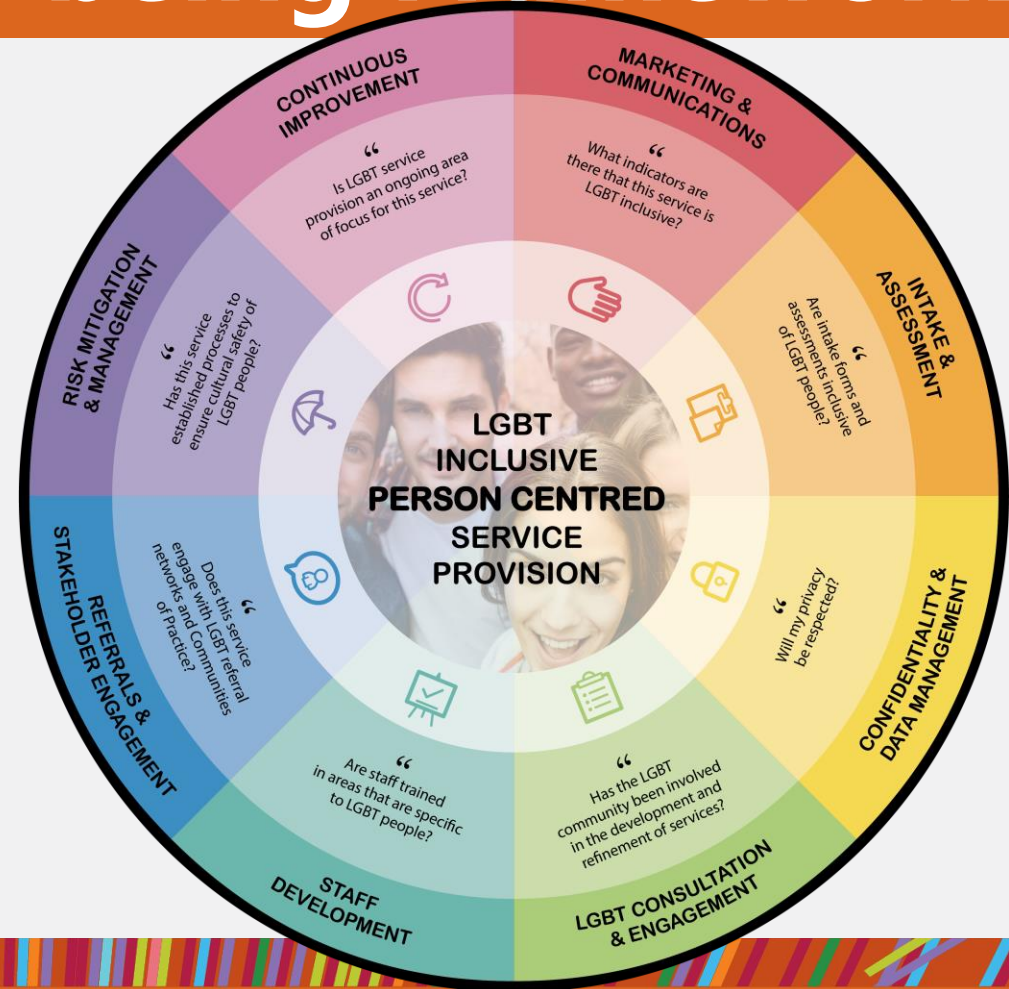 LGBT
INCLUSIVE
PERSON CENTRED
SERVICE
PROVISION
MARKETING &
COMMUNICATIONS
“
What indicators are
there that this service is
LGBT inclusive?
INTAKE &
ASSESSMENT
“
Are intake forms and
assessments inclusive
of LGBT people?
CONFIDENTIALITY &
DATA MANAGEMENT
“
Will my privacy
be respected?
LGBT CONSULTATION
& ENGAGEMENT
“
Has the LGBT
community been involved
in the development and
refinement of services?
STAFF
DEVELOPMENT
“
Are staff trained
in areas that are specific
to LGBT people?
REFERRALS &
STAKEHOLDER ENGAGEMENT
“
Does this service
engage with LGBT referral
networks and Communities
of Practice?
RISK MITIGATION
& MANAGEMENT
“
Has this service
established processes to
ensure cultural safety of
LGBT people?
CONTINUOUS
IMPROVEMENT
“
Is LGBT service
provision an ongoing area
of focus for this service?